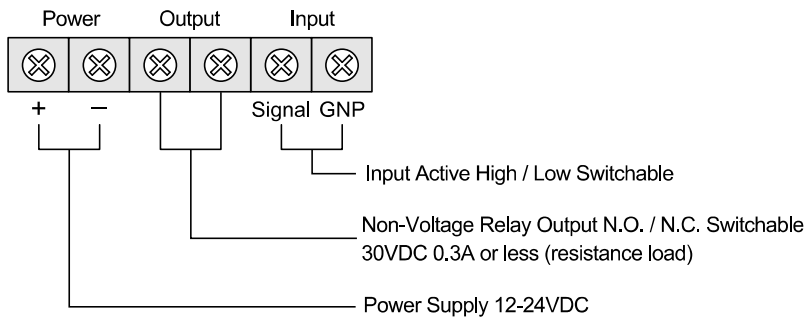 Power Output Input
+ − Signal GNP
Input Active High / Low Switchable
Non-Voltage Relay Output N.O. / N.C. Switchable
30VDC 0.3A or less (resistance load)
Power Supply 12-24VDC